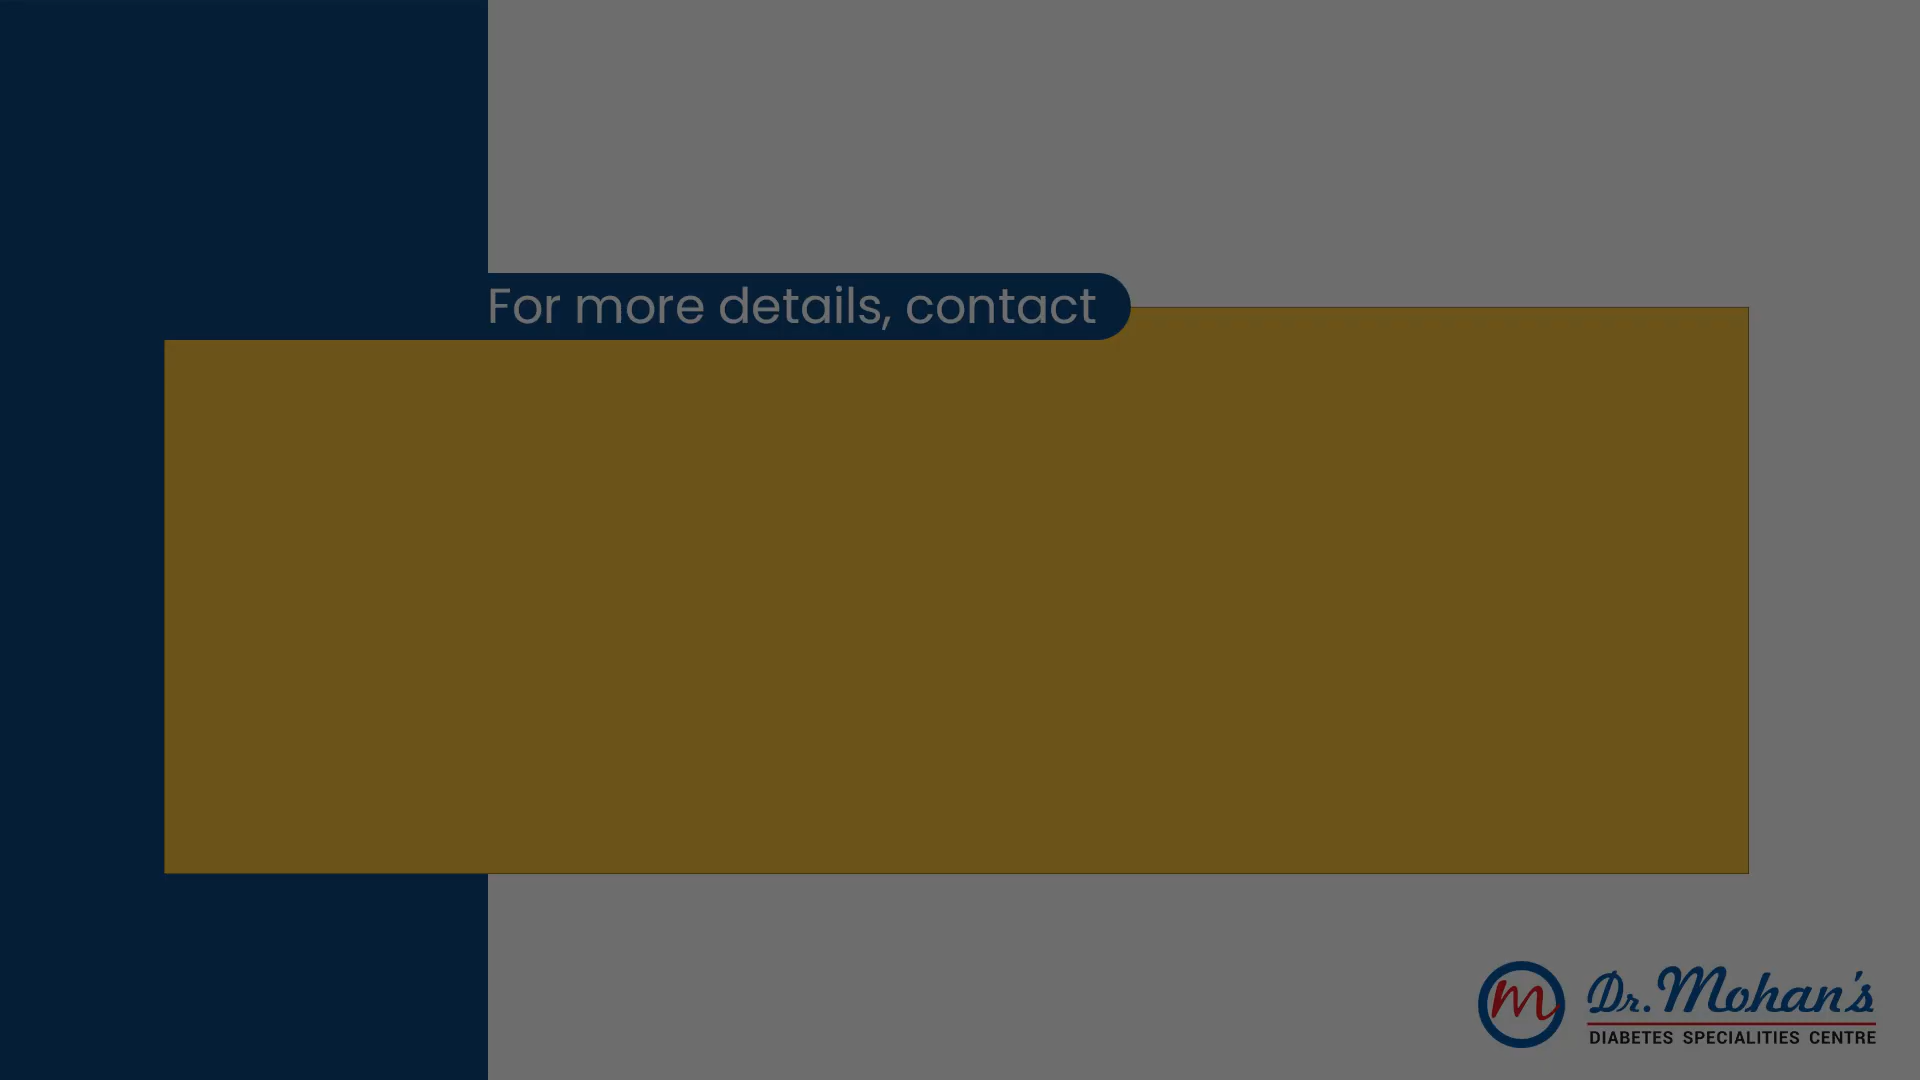 For more details, contact
m
Dr. Mohan's
DIABETES SPECIALITIES CENTRE